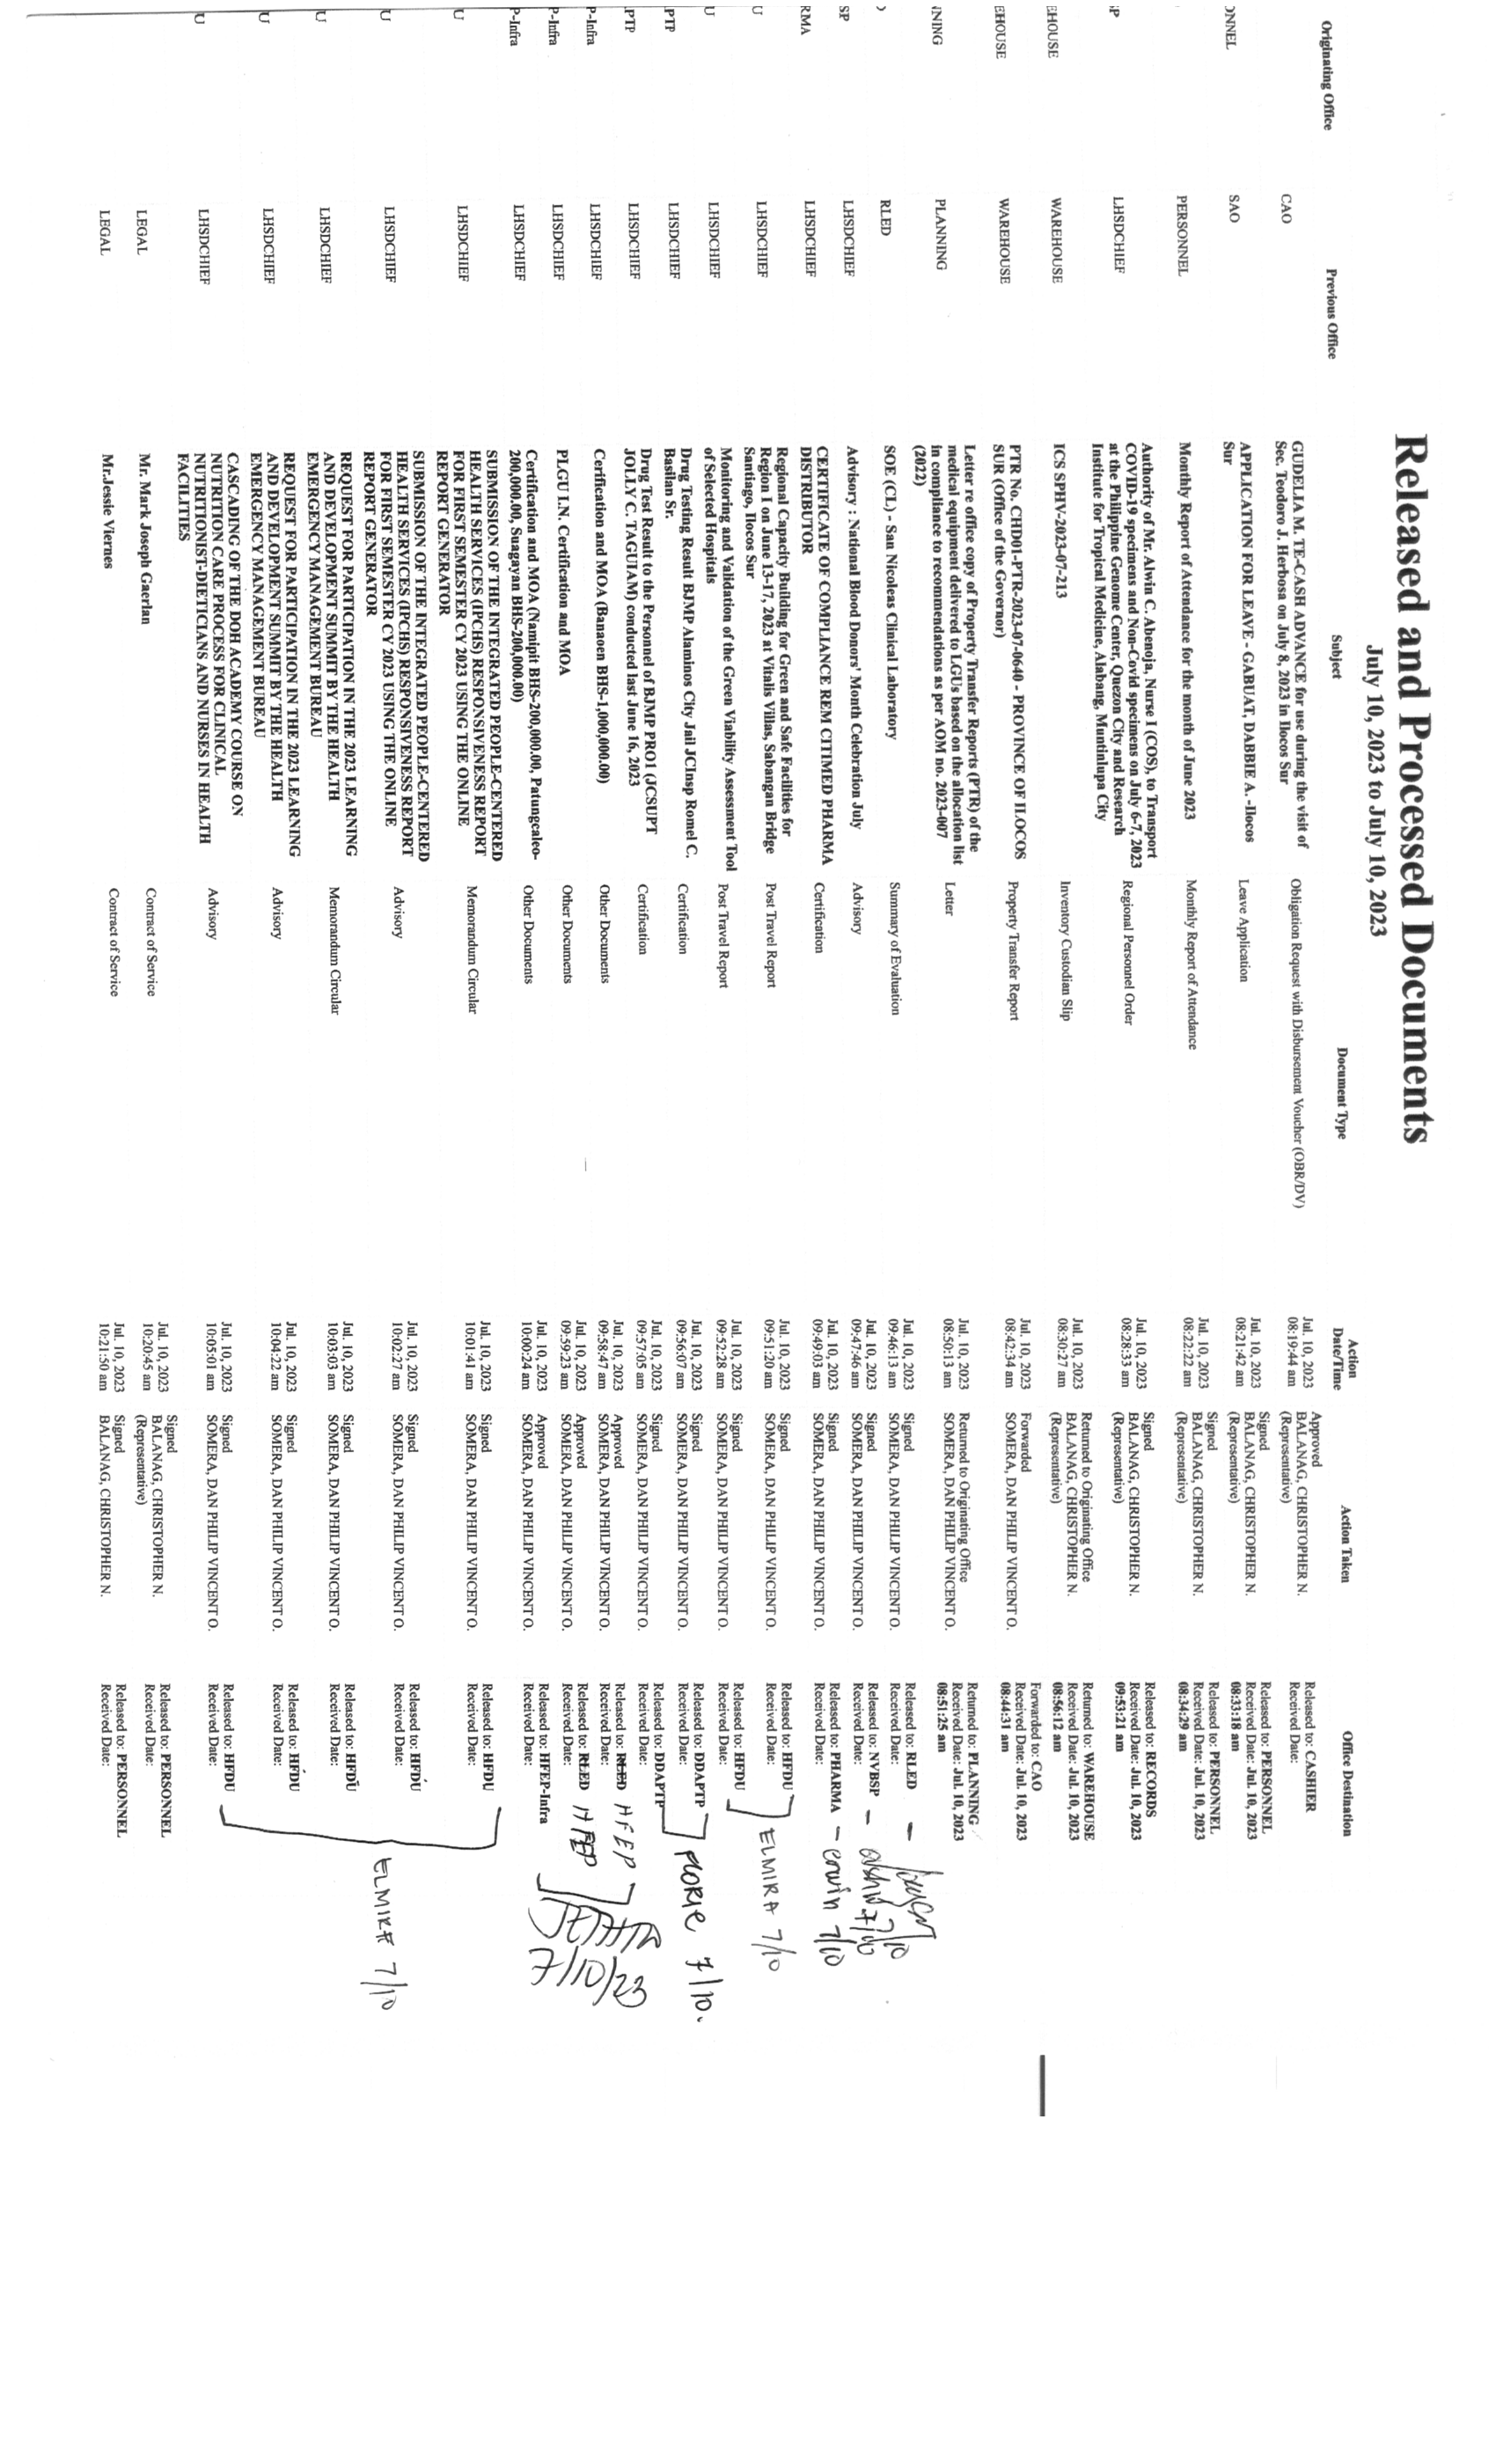 Released and Processed Documents
July 10, 2023 to July 10, 2023
Originating Office Previous Office Subject Document Type Action Date/Time Action Taken Office Destination
CAO GUDELIA M. TE-CASH ADVANCE for use during the visit of Obligation Request with Disbursement Voucher (OBR/DV) Jul. 10, 2023 Approved Released to: CASHIER
Sec. Teodoro J. Herbosa on July 8, 2023 in Ilocos Sur 08:19:44 am BALANAG, CHRISTOPHER N. Received Date:
(Representative)
ONNEL SAO APPLICATION FOR LEAVE - GABUAT, DABBIE A. -Ilocos Leave Application Jul. 10, 2023 Signed Released to: PERSONNEL
Sur 08:21:42 am BALANAG, CHRISTOPHER N. Received Date: Jul. 10, 2023
(Representative) 08:33:18 am
PERSONNEL Monthly Report of Attendance for the month of June 2023 Monthly Report of Attendance Jul. 10, 2023 Signed Released to: PERSONNEL
08:22:22 am BALANAG, CHRISTOPHER N. Received Date: Jul. 10, 2023
(Representative) 08:34:29 am
SP LHSDCHIEF Authority of Mr. Alwin C. Abenoja, Nurse I (COS), to Transport Regional Personnel Order Jul. 10, 2023 Signed Released to: RECORDS
COVID-19 specimens and Non-Covid specimens on July 6-7, 2023 08:28:33 am BALANAG, CHRISTOPHER N. Received Date: Jul. 10, 2023
at the Philippine Genome Center, Quezon City and Research (Representative) 09:53:21 am
Institute for Tropical Medicine, Alabang, Muntinlupa City
EHOUSE WAREHOUSE ICS SPHV-2023-07-213 Inventory Custodian Slip Jul. 10, 2023 Returned to Originating Office Returned to: WAREHOUSE
08:30:27 am BALANAG, CHRISTOPHER N. Received Date: Jul. 10, 2023
(Representative) 08:56:12 am
EHOUSE WAREHOUSE PTR No. CHD01-PTR-2023-07-0640 - PROVINCE OF ILOCOS Property Transfer Report Jul. 10, 2023 Forwarded Forwarded to: CAO
SUR (Office of the Governor) 08:42:34 am SOMERA, DAN PHILIP VINCENT O. Received Date: Jul. 10, 2023
08:44:31 am
NING PLANNING Letter re office copy of Property Transfer Reports (PTR) of the Letter Jul. 10, 2023 Returned to Originating Office Returned to: PLANNING
medical equipment delivered to LGUs based on the allocation list 08:50:13 am SOMERA, DAN PHILIP VINCENT O. Received Date: Jul. 10, 2023
in compliance to recommendations as per AOM no. 2023-007 08:51:25 am
(2022)
RLED SOE (CL) - San Nicoleas Clinical Laboratory Summary of Evaluation Jul. 10, 2023 Signed Released to: RLED - 7/10
09:46:13 am SOMERA, DAN PHILIP VINCENT O. Received Date:
SP LHSDCHIEF Advisory : National Blood Donors' Month Celebration July Advisory Jul. 10, 2023 Signed Released to: NVBSP - 7/10
09:47:46 am SOMERA, DAN PHILIP VINCENT O. Received Date:
RMA LHSDCHIEF CERTIFICATE OF COMPLIANCE REM CITIMED PHARMA Certification Jul. 10, 2023 Signed Released to: PHARMA - erwin 7/10
DISTRIBUTOR 09:49:03 am SOMERA, DAN PHILIP VINCENT O. Received Date:
U LHSDCHIEF Regional Capacity Building for Green and Safe Facilities for Post Travel Report Jul. 10, 2023 Signed Released to: HFDU
Region I on June 13-17, 2023 at Vitalis Villas, Sabangan Bridge 09:51:20 am SOMERA, DAN PHILIP VINCENT O. Received Date:
Santiago, Ilocos Sur
ELMIRA 7/10
U LHSDCHIEF Monitoring and Validation of the Green Viability Assessment Tool Post Travel Report Jul. 10, 2023 Signed Released to: HFDU
of Selected Hospitals 09:52:28 am SOMERA, DAN PHILIP VINCENT O. Received Date:
PTP LHSDCHIEF Drug Testing Result BJMP Alaminos City Jail JCInsp Romel C. Certification Jul. 10, 2023 Signed Released to: DDAPTP
Basilan Sr. 09:56:07 am SOMERA, DAN PHILIP VINCENT O. Received Date:
FLORIE 7/10.
PTP LHSDCHIEF Drug Test Result to the Personnel of BJMP PRO1 (JCSUPT Certification Jul. 10, 2023 Signed Released to: DDAPTP
JOLLY C. TAGUIAM) conducted last June 16, 2023 09:57:05 am SOMERA, DAN PHILIP VINCENT O. Received Date:
P-Infra LHSDCHIEF Cerification and MOA (Banaoen BHS-1,000,000.00) Other Documents Jul. 10, 2023 Approved Released to: RLED HFEP
09:58:47 am SOMERA, DAN PHILIP VINCENT O. Received Date:
P-Infra LHSDCHIEF PLGU LN. Certification and MOA Other Documents Jul. 10, 2023 Approved Released to: RLED HFEP
09:59:23 am SOMERA, DAN PHILIP VINCENT O. Received Date:
7/10/23
P-Infra LHSDCHIEF Certification and MOA (Namipit BHS-200,000.00, Patungcaleo- Other Documents Jul. 10, 2023 Approved Released to: HFEP-Infra
200,000.00, Suagayan BHS-200,000.00) 10:00:24 am SOMERA, DAN PHILIP VINCENT O. Received Date:
U LHSDCHIEF SUBMISSION OF THE INTEGRATED PEOPLE-CENTERED Memorandum Circular Jul. 10, 2023 Signed Released to: HFDU
HEALTH SERVICES (IPCHS) RESPONSIVENESS REPORT 10:01:41 am SOMERA, DAN PHILIP VINCENT O. Received Date:
FOR FIRST SEMESTER CY 2023 USING THE ONLINE
REPORT GENERATOR
U LHSDCHIEF SUBMISSION OF THE INTEGRATED PEOPLE-CENTERED Advisory Jul. 10, 2023 Signed Released to: HFDU
HEALTH SERVICES (IPCHS) RESPONSIVENESS REPORT 10:02:27 am SOMERA, DAN PHILIP VINCENT O. Received Date:
FOR FIRST SEMESTER CY 2023 USING THE ONLINE
REPORT GENERATOR
ELMIRA 7/10
U LHSDCHIEF REQUEST FOR PARTICIPATION IN THE 2023 LEARNING Memorandum Circular Jul. 10, 2023 Signed Released to: HFDU
AND DEVELOPMENT SUMMIT BY THE HEALTH 10:03:03 am SOMERA, DAN PHILIP VINCENT O. Received Date:
EMERGENCY MANAGEMENT BUREAU
U LHSDCHIEF REQUEST FOR PARTICIPATION IN THE 2023 LEARNING Advisory Jul. 10, 2023 Signed Released to: HFDU
AND DEVELOPMENT SUMMIT BY THE HEALTH 10:04:22 am SOMERA, DAN PHILIP VINCENT O. Received Date:
EMERGENCY MANAGEMENT BUREAU
U LHSDCHIEF CASCADING OF THE DOH ACADEMY COURSE ON Advisory Jul. 10, 2023 Signed Released to: HFDU
NUTRITION CARE PROCESS FOR CLINICAL 10:05:01 am SOMERA, DAN PHILIP VINCENT O. Received Date:
NUTRITIONIST-DIETICIANS AND NURSES IN HEALTH
FACILITIES
LEGAL Mr. Mark Joseph Gaerlan Contract of Service Jul. 10, 2023 Signed Released to: PERSONNEL
10:20:45 am BALANAG, CHRISTOPHER N. Received Date:
(Representative)
LEGAL Mr.Jessie Viernes Contract of Service Jul. 10, 2023 Signed Released to: PERSONNEL
10:21:50 am BALANAG, CHRISTOPHER N. Received Date: